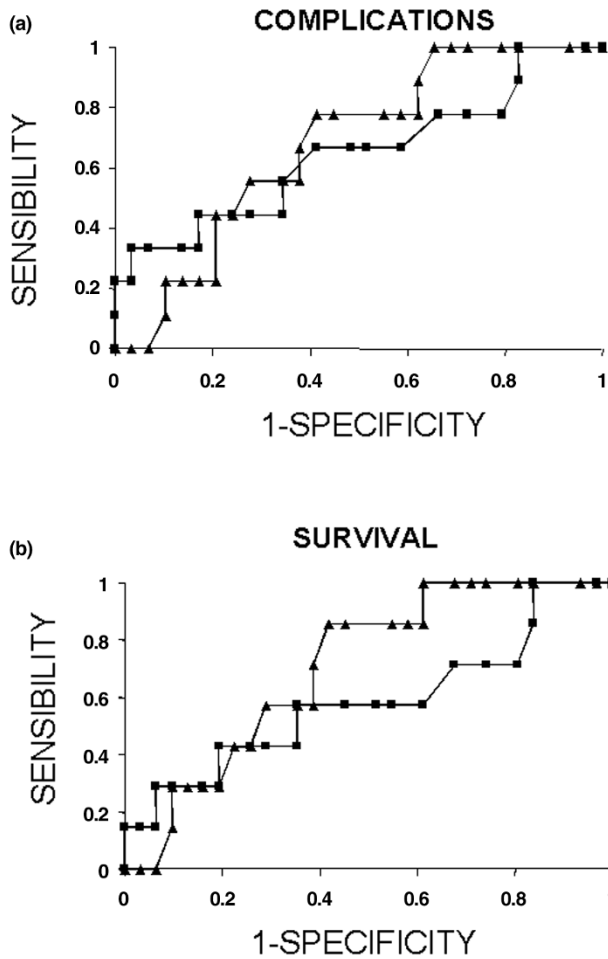 (a)
COMPLICATIONS
1
0.8
0.6
0.4
0.2
0
SENSIBILITY
0 0.2 0.4 0.6 0.8 1
1-SPECIFICITY
(b)
SURVIVAL
1
0.8
0.6
0.4
0.2
0
SENSIBILITY
0 0.2 0.4 0.6 0.8
1-SPECIFICITY